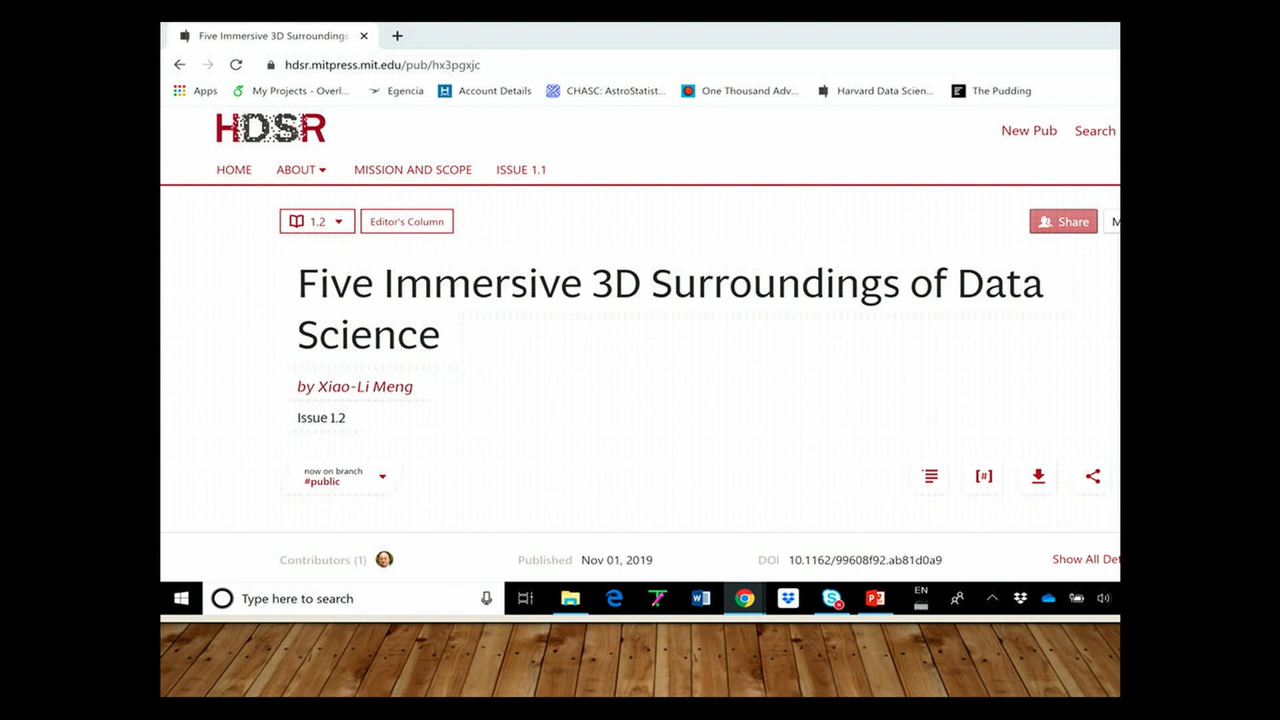 Five Immersive 3D Surroundings
hdsr.mitpress.mit.edu/pub/hx3pgxjc
Apps My Projects - Overl... Egencia Account Details CHASC: AstroStatist... One Thousand Adv... Harvard Data Scien... The Pudding
HDSR
New Pub Search
HOME ABOUT MISSION AND SCOPE ISSUE 1.1
1.2 Editor's Column Share M
Five Immersive 3D Surroundings of Data
Science
by Xiao-Li Meng
Issue 1.2
now on branch
#public
[#]
Contributors (1) Published Nov 01, 2019 DOI 10.1162/99608f92.ab81d0a9 Show All Det
Type here to search
EN